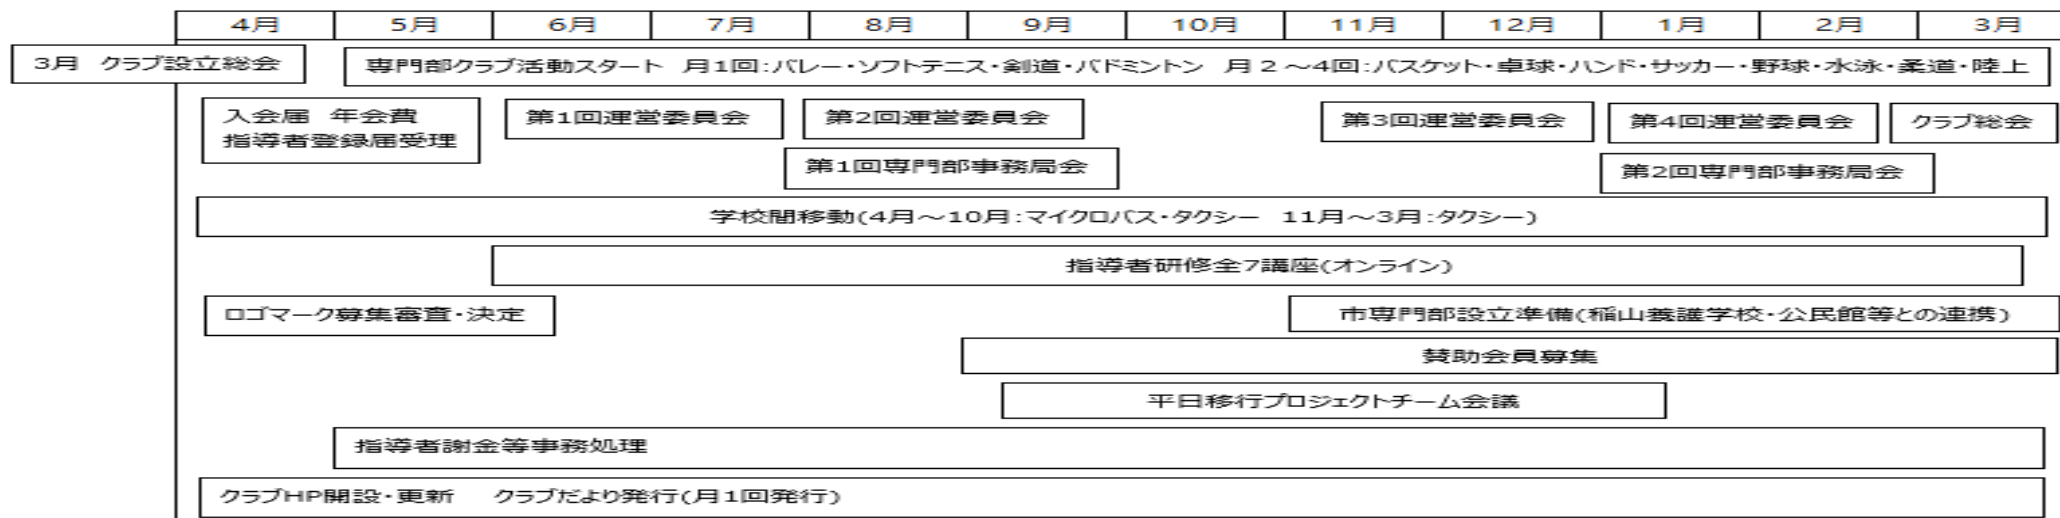 4月 5月 6月 7月 8月 9月 10月 11月 12月 1月 2月 3月
3月 クラブ設立総会
専門部クラブ活動スタート 月1回:バレー・ソフトテニス・剣道・バドミントン 月2~4回:バスケット・卓球・ハンド・サッカー・野球・水泳・柔道・陸上
入会届 年会費
指導者登録届受理
第1回運営委員会
第2回運営委員会
第3回運営委員会
第4回運営委員会
クラブ総会
第1回専門部事務局会
第2回専門部事務局会
学校間移動(4月~10月:マイクロバス・タクシー 11月~3月:タクシー)
指導者研修全7講座(オンライン)
ロゴマーク募集審査・決定
市専門部設立準備(稲山養護学校・公民館等との連携)
賛助会員募集
平日移行プロジェクトチーム会議
指導者謝金等事務処理
クラブHP開設・更新 クラブだより発行(月1回発行)